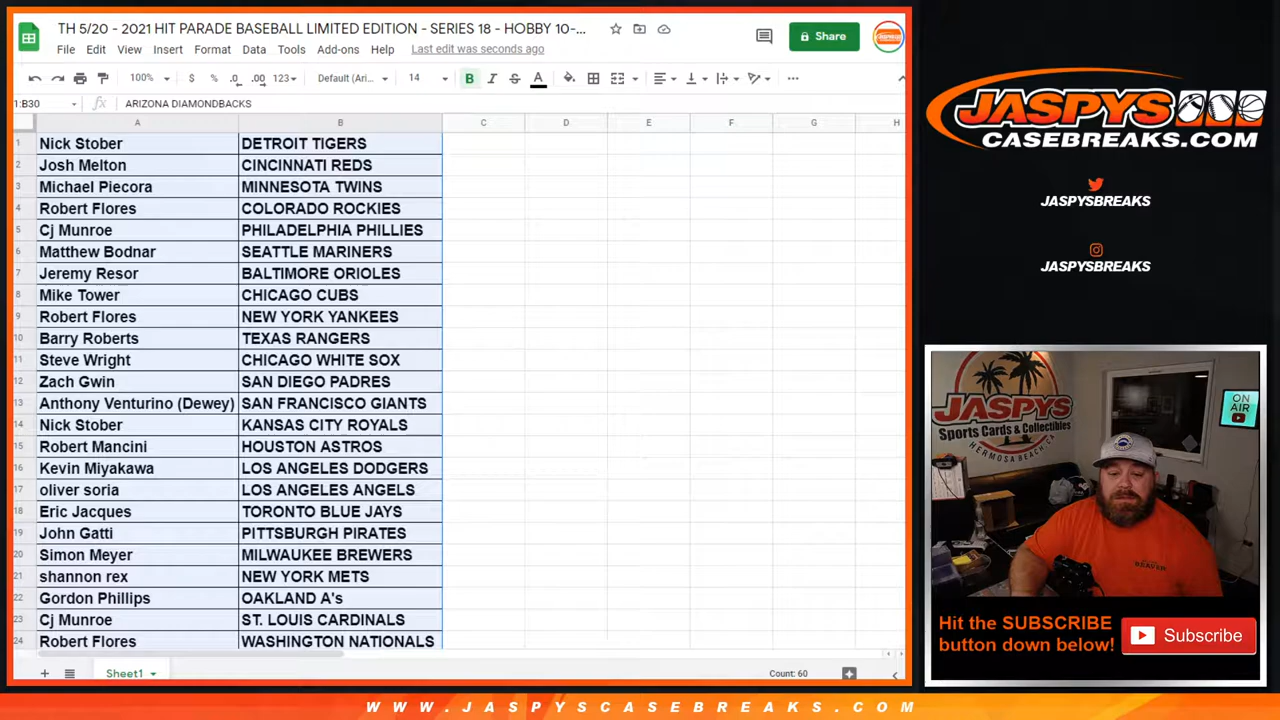 TH 5/20 - 2021 HIT PARADE BASEBALL LIMITED EDITION - SERIES 18 - HOBBY 10-...
File Edit View Insert Format Data Tools Add-ons Help Last edit was seconds ago
Share
100% $ % .0 .00 123 Default (Ari... 14 B I S A
1:B30 fx ARIZONA DIAMONDBACKS
A B C D E F G H
1 Nick Stober DETROIT TIGERS
2 Josh Melton CINCINNATI REDS
3 Michael Piecora MINNESOTA TWINS
4 Robert Flores COLORADO ROCKIES
5 Cj Munroe PHILADELPHIA PHILLIES
6 Matthew Bodnar SEATTLE MARINERS
7 Jeremy Resor BALTIMORE ORIOLES
8 Mike Tower CHICAGO CUBS
9 Robert Flores NEW YORK YANKEES
10 Barry Roberts TEXAS RANGERS
11 Steve Wright CHICAGO WHITE SOX
12 Zach Gwin SAN DIEGO PADRES
13 Anthony Venturino (Dewey) SAN FRANCISCO GIANTS
14 Nick Stober KANSAS CITY ROYALS
15 Robert Mancini HOUSTON ASTROS
16 Kevin Miyakawa LOS ANGELES DODGERS
17 oliver soria LOS ANGELES ANGELS
18 Eric Jacques TORONTO BLUE JAYS
19 John Gatti PITTSBURGH PIRATES
20 Simon Meyer MILWAUKEE BREWERS
21 shannon rex NEW YORK METS
22 Gordon Phillips OAKLAND A's
23 Cj Munroe ST. LOUIS CARDINALS
24 Robert Flores WASHINGTON NATIONALS
Sheet1
Count: 60
JASPYS
CASEBREAKS.COM
JASPYSBREAKS
JASPYSBREAKS
JASPYS
Sports Cards & Collectibles
HERMOSA BEACH, CA
ON
AIR
Hit the SUBSCRIBE
button down below!
Subscribe
WWW.JASPYSCASEBREAKS.COM